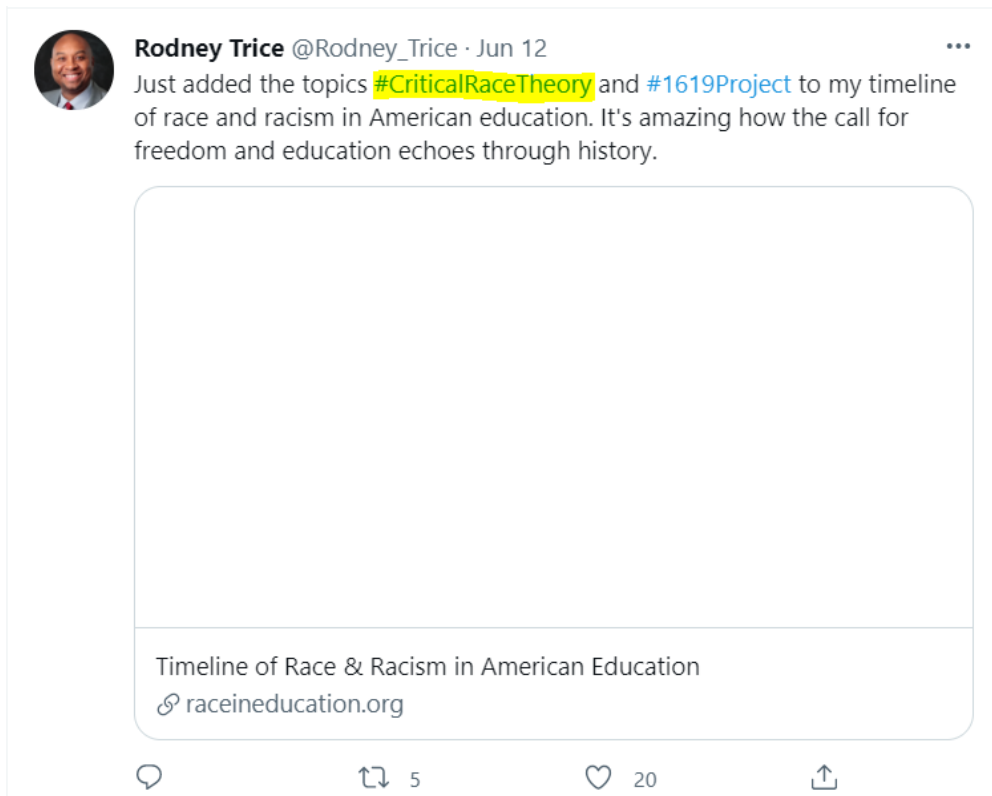 Rodney Trice @Rodney_Trice · Jun 12
Just added the topics #CriticalRaceTheory and #1619Project to my timeline
of race and racism in American education. It's amazing how the call for
freedom and education echoes through history.
Timeline of Race & Racism in American Education
raceineducation.org
5 20